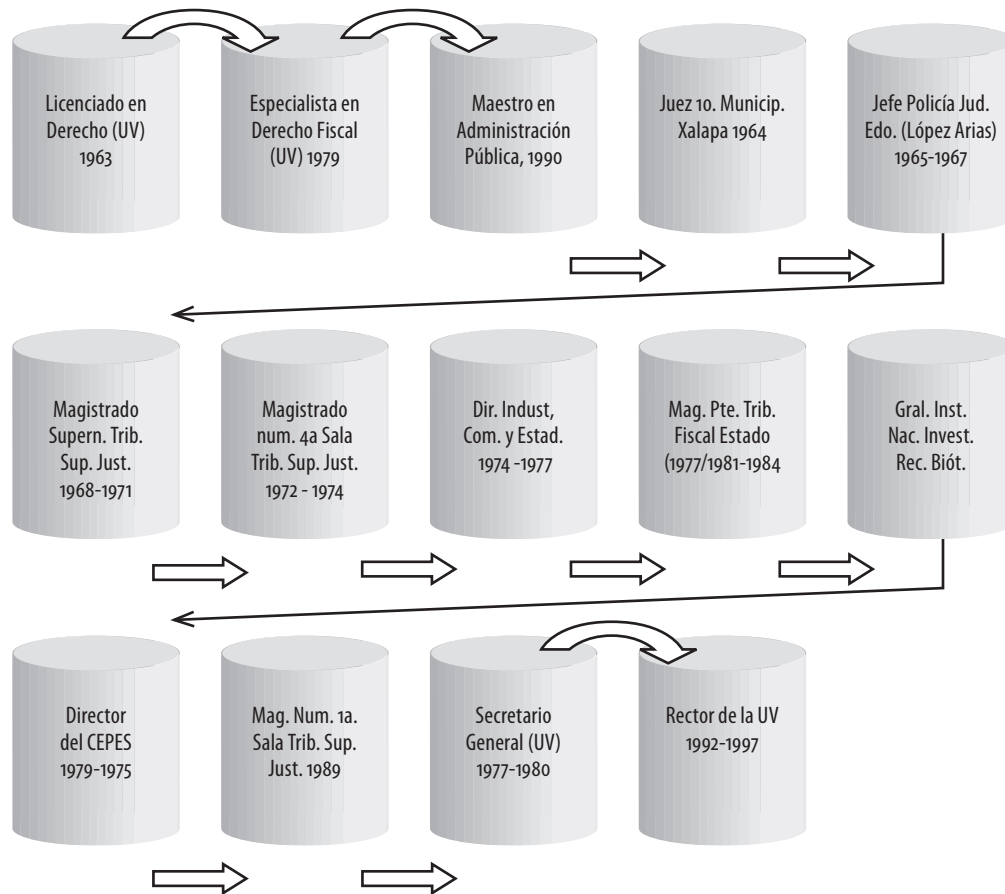 Licenciado en
Derecho (UV)
1963
Especialista en
Derecho Fiscal
(UV) 1979
Maestro en
Administración
Pública, 1990
Juez 1o. Municip.
Xalapa 1964
Jefe Policía Jud.
Edo. (López Arias)
1965-1967
Magistrado
Supern. Trib.
Sup. Just.
1968-1971
Magistrado
num. 4a Sala
Trib. Sup. Just.
1972 - 1974
Dir. Indust,
Com. y Estad.
1974 -1977
Mag. Pte. Trib.
Fiscal Estado
(1977/1981-1984
Gral. Inst.
Nac. Invest.
Rec. Biót.
Director
del CEPES
1979-1975
Mag. Num. 1a.
Sala Trib. Sup.
Just. 1989
Secretario
General (UV)
1977-1980
Rector de la UV
1992-1997